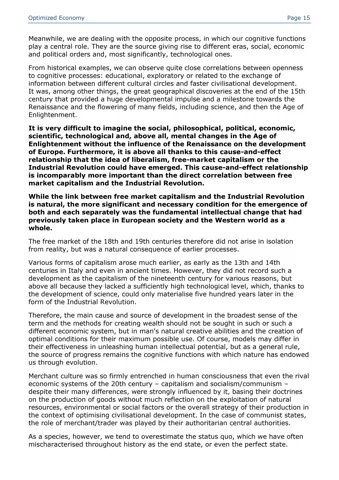 Optimized Economy Page 15
Meanwhile, we are dealing with the opposite process, in which our cognitive functions
play a central role. They are the source giving rise to different eras, social, economic
and political orders and, most significantly, technological ones.
From historical examples, we can observe quite close correlations between openness
to cognitive processes: educational, exploratory or related to the exchange of
information between different cultural circles and faster civilisational development.
It was, among other things, the great geographical discoveries at the end of the 15th
century that provided a huge developmental impulse and a milestone towards the
Renaissance and the flowering of many fields, including science, and then the Age of
Enlightenment.
It is very difficult to imagine the social, philosophical, political, economic,
scientific, technological and, above all, mental changes in the Age of
Enlightenment without the influence of the Renaissance on the development
of Europe. Furthermore, it is above all thanks to this cause-and-effect
relationship that the idea of liberalism, free-market capitalism or the
Industrial Revolution could have emerged. This cause-and-effect relationship
is incomparably more important than the direct correlation between free
market capitalism and the Industrial Revolution.
While the link between free market capitalism and the Industrial Revolution
is natural, the more significant and necessary condition for the emergence of
both and each separately was the fundamental intellectual change that had
previously taken place in European society and the Western world as a
whole.
The free market of the 18th and 19th centuries therefore did not arise in isolation
from reality, but was a natural consequence of earlier processes.
Various forms of capitalism arose much earlier, as early as the 13th and 14th
centuries in Italy and even in ancient times. However, they did not record such a
development as the capitalism of the nineteenth century for various reasons, but
above all because they lacked a sufficiently high technological level, which, thanks to
the development of science, could only materialise five hundred years later in the
form of the Industrial Revolution.
Therefore, the main cause and source of development in the broadest sense of the
term and the methods for creating wealth should not be sought in such or such a
different economic system, but in man's natural creative abilities and the creation of
optimal conditions for their maximum possible use. Of course, models may differ in
their effectiveness in unleashing human intellectual potential, but as a general rule,
the source of progress remains the cognitive functions with which nature has endowed
us through evolution.
Merchant culture was so firmly entrenched in human consciousness that even the rival
economic systems of the 20th century – capitalism and socialism/communism –
despite their many differences, were strongly influenced by it, basing their doctrines
on the production of goods without much reflection on the exploitation of natural
resources, environmental or social factors or the overall strategy of their production in
the context of optimising civilisational development. In the case of communist states,
the role of merchant/trader was played by their authoritarian central authorities.
As a species, however, we tend to overestimate the status quo, which we have often
mischaracterised throughout history as the end state, or even the perfect state.